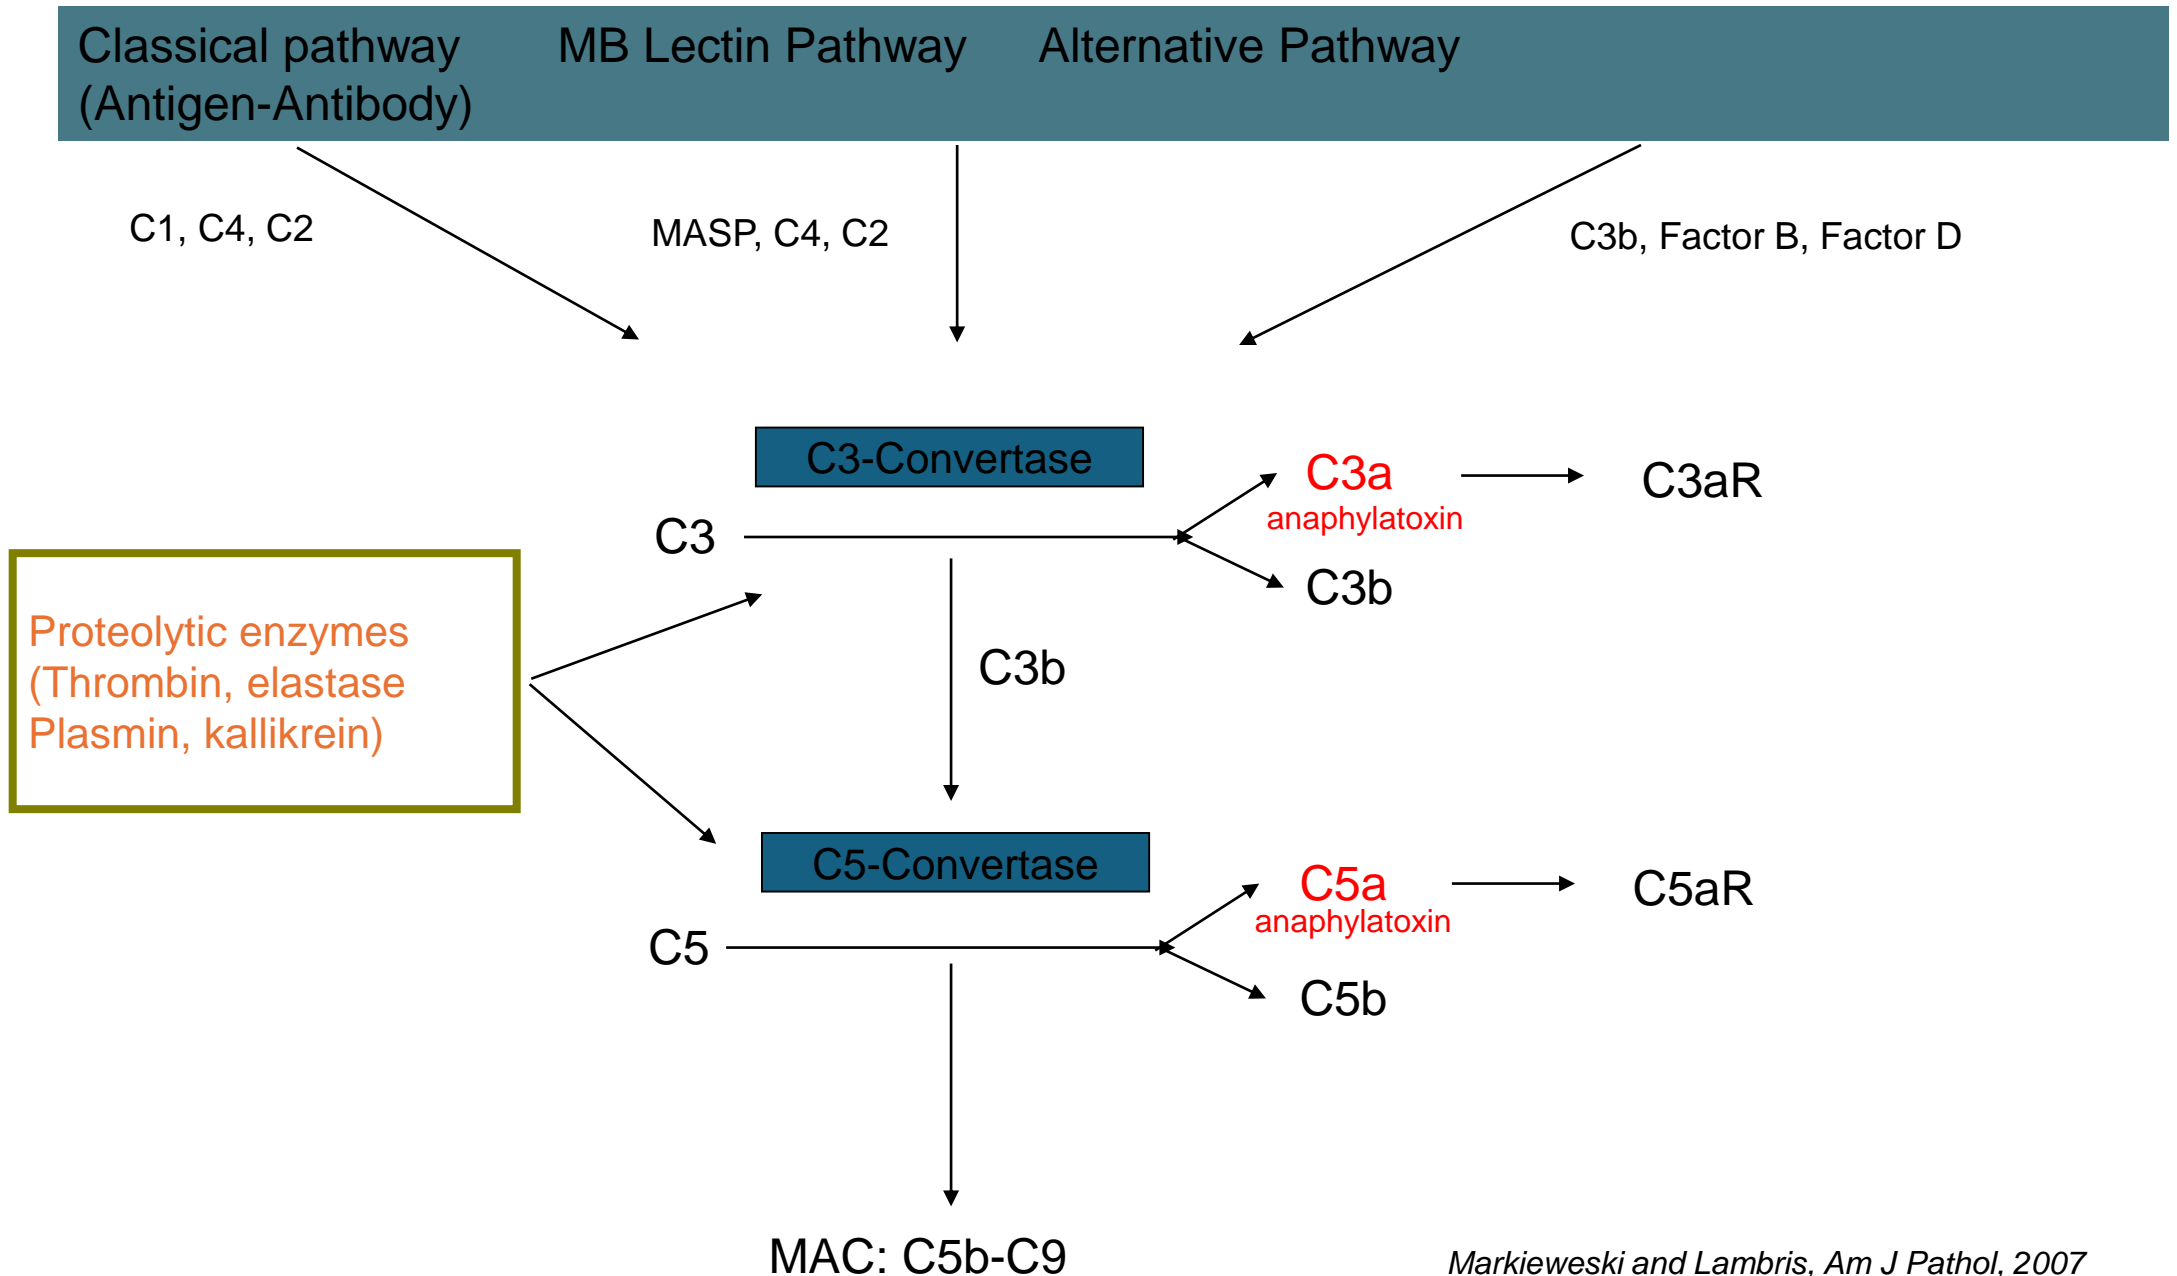 Classical pathway MB Lectin Pathway Alternative Pathway
(Antigen-Antibody)
C1, C4, C2
MASP, C4, C2
C3b, Factor B, Factor D
C3-Convertase
C3a
anaphylatoxin
C3aR
C3
C3b
Proteolytic enzymes
(Thrombin, elastase
Plasmin, kallikrein)
C3b
C5-Convertase
C5a
anaphylatoxin
C5aR
C5
C5b
MAC: C5b-C9
Markieweski and Lambris, Am J Pathol, 2007